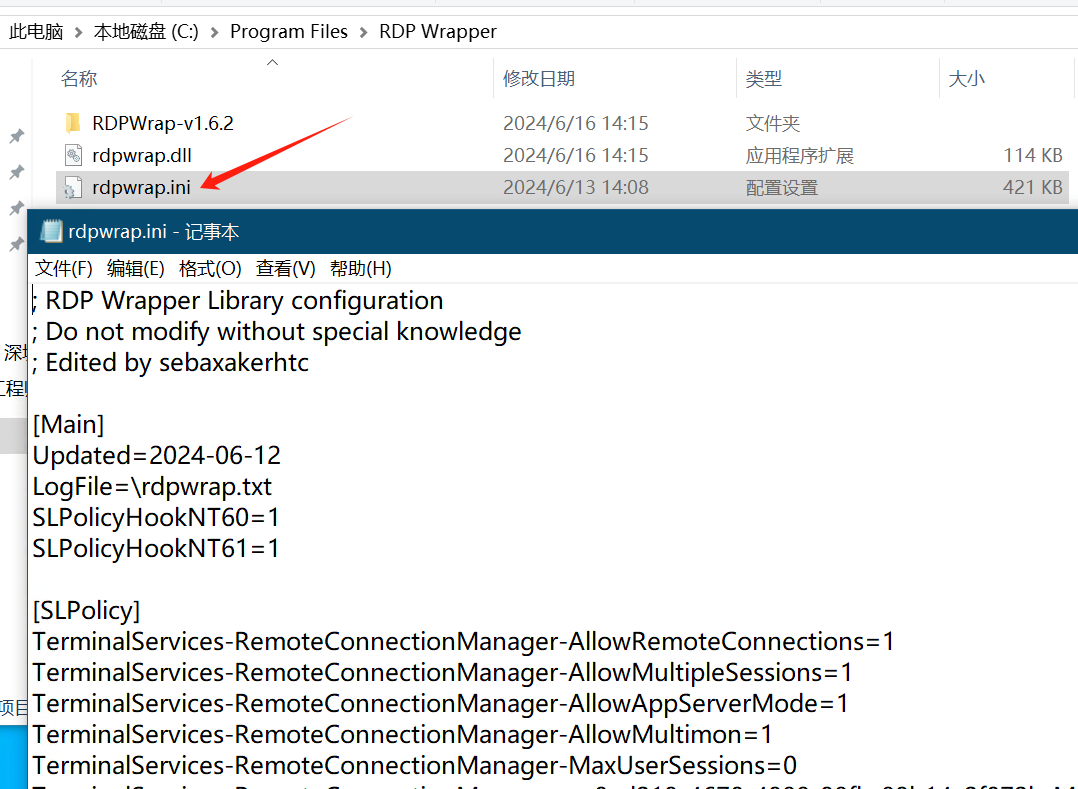 此电脑 > 本地磁盘 (C:) > Program Files > RDP Wrapper
名称 修改日期 类型 大小
RDPWrap-v1.6.2 2024/6/16 14:15 文件夹
rdpwrap.dll 2024/6/16 14:15 应用程序扩展 114 KB
rdpwrap.ini 2024/6/13 14:08 配置设置 421 KB
rdpwrap.ini - 记事本
文件(F) 编辑(E) 格式(O) 查看(V) 帮助(H)
; RDP Wrapper Library configuration
; Do not modify without special knowledge
; Edited by sebaxakerhtc
[Main]
Updated=2024-06-12
LogFile=\rdpwrap.txt
SLPolicyHookNT60=1
SLPolicyHookNT61=1
[SLPolicy]
TerminalServices-RemoteConnectionManager-AllowRemoteConnections=1
TerminalServices-RemoteConnectionManager-AllowMultipleSessions=1
TerminalServices-RemoteConnectionManager-AllowAppServerMode=1
TerminalServices-RemoteConnectionManager-AllowMultimon=1
TerminalServices-RemoteConnectionManager-MaxUserSessions=0